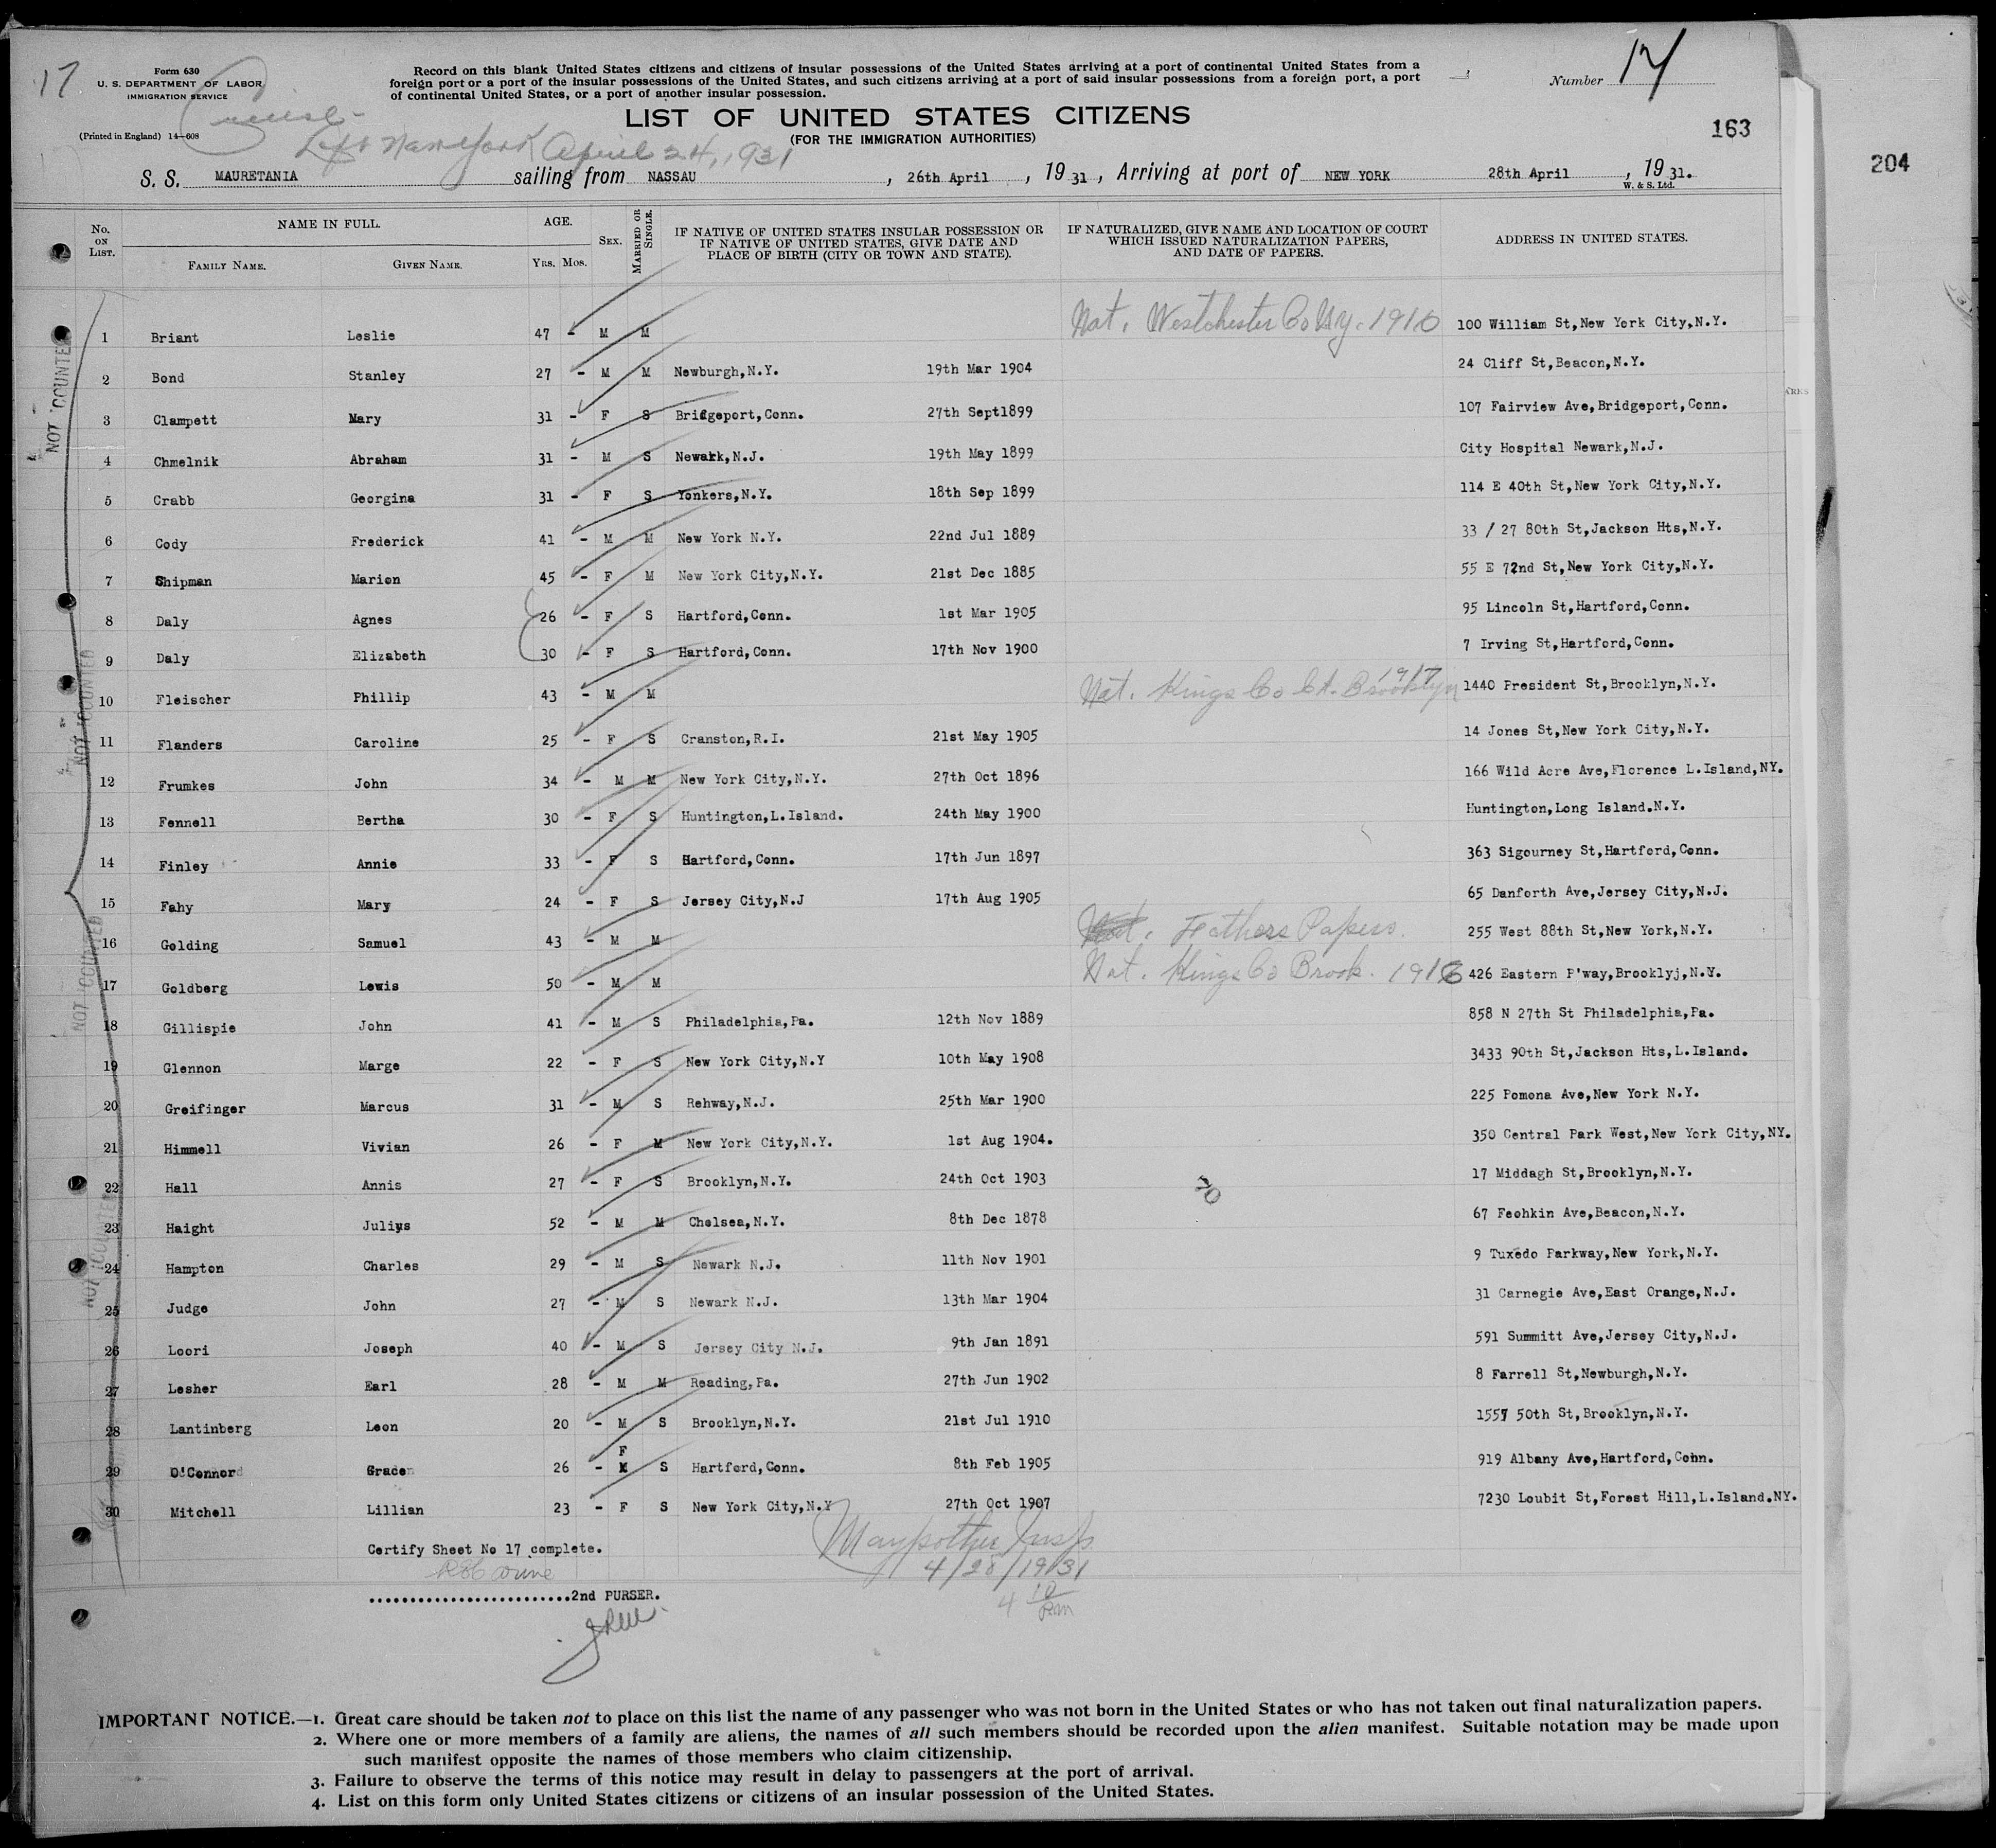 17
Form 630
U. S. DEPARTMENT OF LABOR
IMMIGRATION SERVICE
(Printed in England) 14—608
Record on this blank United States citizens and citizens of insular possessions of the United States arriving at a port of continental United States from a
foreign port or a port of the insular possessions of the United States, and such citizens arriving at a port of said insular possessions from a foreign port, a port
of continental United States, or a port of another insular possession.
Number 17
LIST OF UNITED STATES CITIZENS
(FOR THE IMMIGRATION AUTHORITIES)
163
204
Cruise-
Left New York April 24, 1931
S. S. MAURETANIA sailing from NASSAU, 26th April, 19 31, Arriving at port of NEW YORK 28th April, 19 31.
W. & S. Ltd.
No. ON LIST. NAME IN FULL. FAMILY NAME. GIVEN NAME. AGE. YRS. MOS. SEX. MARRIED OR SINGLE. IF NATIVE OF UNITED STATES INSULAR POSSESSION OR IF NATIVE OF UNITED STATES, GIVE DATE AND PLACE OF BIRTH (CITY OR TOWN AND STATE). IF NATURALIZED, GIVE NAME AND LOCATION OF COURT WHICH ISSUED NATURALIZATION PAPERS, AND DATE OF PAPERS. ADDRESS IN UNITED STATES.
1 Briant Leslie 47 - M M Nat. Westchester Co Ny. 1910 100 William St,New York City,N.Y.
2 Bond Stanley 27 - M M Newburgh,N.Y. 19th Mar 1904 24 Cliff St,Beacon,N.Y.
3 Clampett Mary 31 - F S Bridgeport,Conn. 27th Sept1899 107 Fairview Ave,Bridgeport,Conn.
4 Chmelnik Abraham 31 - M S Newark,N.J. 19th May 1899 City Hospital Newark,N.J.
5 Crabb Georgina 31 - F S Yonkers,N.Y. 18th Sep 1899 114 E 40th St,New York City,N.Y.
6 Cody Frederick 41 - M M New York N.Y. 22nd Jul 1889 33 / 27 80th St,Jackson Hts,N.Y.
7 Shipman Marion 45 - F M New York City,N.Y. 21st Dec 1885 55 E 72nd St,New York City,N.Y.
8 Daly Agnes 26 - F S Hartford,Conn. 1st Mar 1905 95 Lincoln St,Hartford,Conn.
9 Daly Elizabeth 30 - F S Hartford,Conn. 17th Nov 1900 7 Irving St,Hartford,Conn.
10 Fleischer Phillip 43 - M M Nat. Kings Co Ct. Brooklyn 1917 1440 President St,Brooklyn,N.Y.
11 Flanders Caroline 25 - F S Cranston,R.I. 21st May 1905 14 Jones St,New York City,N.Y.
12 Frumkes John 34 - M M New York City,N.Y. 27th Oct 1896 166 Wild Acre Ave,Florence L.Island,NY.
13 Fennell Bertha 30 - F S Huntington,L.Island. 24th May 1900 Huntington,Long Island.N.Y.
14 Finley Annie 33 - F S Hartford,Conn. 17th Jun 1897 363 Sigourney St,Hartford,Conn.
15 Fahy Mary 24 - F S Jersey City,N.J 17th Aug 1905 65 Danforth Ave,Jersey City,N.J.
16 Golding Samuel 43 - M M Nat. Fathers Papers. 255 West 88th St,New York,N.Y.
17 Goldberg Lewis 50 - M M Nat. Kings Co Brook. 1916 426 Eastern P'way,Brooklyj,N.Y.
18 Gillispie John 41 - M S Philadelphia,Pa. 12th Nov 1889 858 N 27th St Philadelphia,Pa.
19 Glennon Marge 22 - F S New York City,N.Y 10th May 1908 3433 90th St,Jackson Hts,L.Island.
20 Greifinger Marcus 31 - M S Rehway,N.J. 25th Mar 1900 225 Pomona Ave,New York N.Y.
21 Himmell Vivian 26 - F M New York City,N.Y. 1st Aug 1904. 350 Central Park West,New York City,NY.
22 Hall Annis 27 - F S Brooklyn,N.Y. 24th Oct 1903 17 Middagh St,Brooklyn,N.Y.
23 Haight Julius 52 - M M Chelsea,N.Y. 8th Dec 1878 67 Feohkin Ave,Beacon,N.Y.
24 Hampton Charles 29 - M S Newark N.J. 11th Nov 1901 9 Tuxedo Parkway,New York,N.Y.
25 Judge John 27 - M S Newark N.J. 13th Mar 1904 31 Carnegie Ave,East Orange,N.J.
26 Loori Joseph 40 - M S Jersey City N.J. 9th Jan 1891 591 Summitt Ave,Jersey City,N.J.
27 Lesher Earl 28 - M M Reading,Pa. 27th Jun 1902 8 Farrell St,Newburgh,N.Y.
28 Lantinberg Leon 20 - M S Brooklyn,N.Y. 21st Jul 1910 1557 50th St,Brooklyn,N.Y.
29 O'Connor Grace 26 - F S Hartford,Conn. 8th Feb 1905 919 Albany Ave,Hartford,Conn.
30 Mitchell Lillian 23 - F S New York City,N.Y 27th Oct 1907 7230 Loubit St,Forest Hill,L.Island.NY.
NOT COUNTED
NOT COUNTED
NOT COUNTED
NOT COUNTED
20
Certify Sheet No 17 complete.
Maypother Insp.
4/28/1931
4 10 Pm
2nd PURSER.
IMPORTANT NOTICE.—1. Great care should be taken not to place on this list the name of any passenger who was not born in the United States or who has not taken out final naturalization papers.
2. Where one or more members of a family are aliens, the names of all such members should be recorded upon the alien manifest. Suitable notation may be made upon
such manifest opposite the names of those members who claim citizenship.
3. Failure to observe the terms of this notice may result in delay to passengers at the port of arrival.
4. List on this form only United States citizens or citizens of an insular possession of the United States.